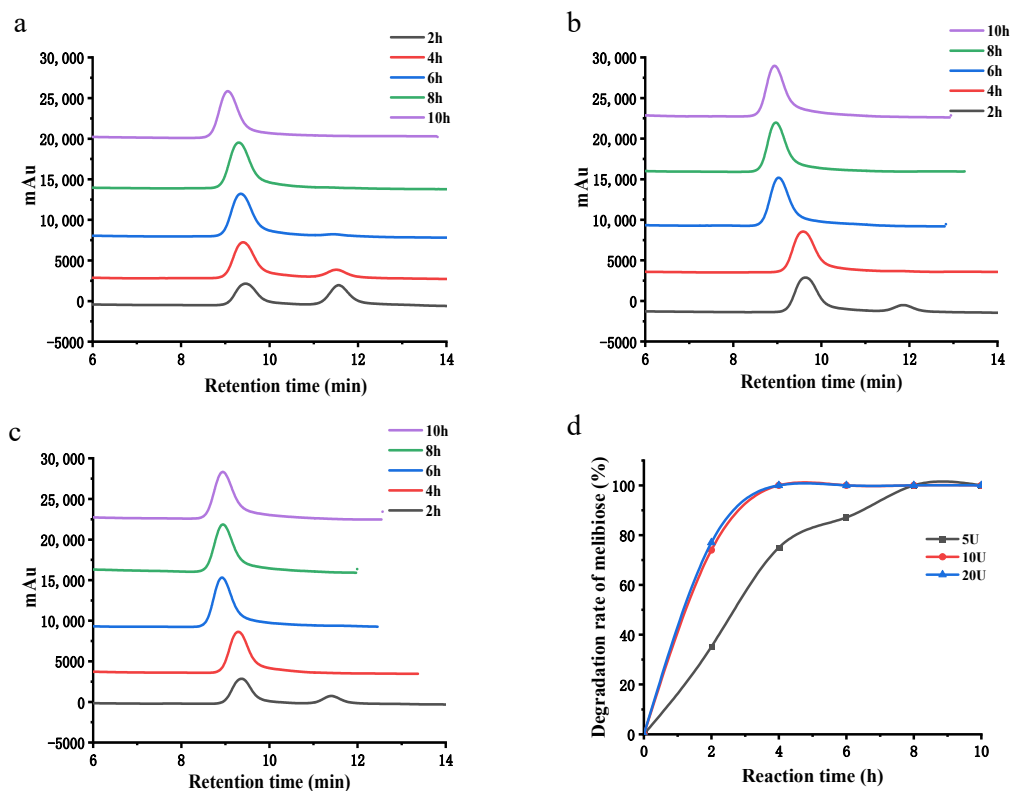 a
2h
4h
6h
8h
10h
30,000
25,000
20,000
15,000
10,000
5000
0
-5000
mAu
6 8 10 12 14
Retention time (min)
b
10h
8h
6h
4h
2h
30,000
25,000
20,000
15,000
10,000
5000
0
-5000
mAu
6 8 10 12 14
Retention time (min)
c
10h
8h
6h
4h
2h
30,000
25,000
20,000
15,000
10,000
5000
0
-5000
mAu
6 8 10 12 14
Retention time (min)
d
100
80
60
40
20
0
Degradation rate of melibiose (%)
5U
10U
20U
0 2 4 6 8 10
Reaction time (h)